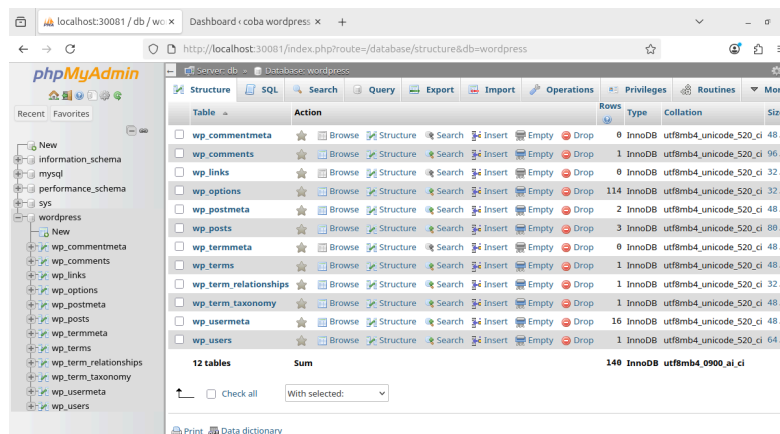 localhost:30081 / db / wo ×
Dashboard ‹ coba wordpress ×
http://localhost:30081/index.php?route=/database/structure&db=wordpress
phpMyAdmin
Recent Favorites
New
information_schema
mysql
performance_schema
sys
wordpress
New
wp_commentmeta
wp_comments
wp_links
wp_options
wp_postmeta
wp_posts
wp_termmeta
wp_terms
wp_term_relationships
wp_term_taxonomy
wp_usermeta
wp_users
Server: db » Database: wordpress
Structure SQL Search Query Export Import Operations Privileges Routines Mor
Table Action Rows Type Collation Siz
wp_commentmeta Browse Structure Search Insert Empty Drop 0 InnoDB utf8mb4_unicode_520_ci 48.
wp_comments Browse Structure Search Insert Empty Drop 1 InnoDB utf8mb4_unicode_520_ci 96.
wp_links Browse Structure Search Insert Empty Drop 0 InnoDB utf8mb4_unicode_520_ci 32.
wp_options Browse Structure Search Insert Empty Drop 114 InnoDB utf8mb4_unicode_520_ci 32.
wp_postmeta Browse Structure Search Insert Empty Drop 2 InnoDB utf8mb4_unicode_520_ci 48.
wp_posts Browse Structure Search Insert Empty Drop 3 InnoDB utf8mb4_unicode_520_ci 80.
wp_termmeta Browse Structure Search Insert Empty Drop 0 InnoDB utf8mb4_unicode_520_ci 48.
wp_terms Browse Structure Search Insert Empty Drop 1 InnoDB utf8mb4_unicode_520_ci 48.
wp_term_relationships Browse Structure Search Insert Empty Drop 1 InnoDB utf8mb4_unicode_520_ci 32.
wp_term_taxonomy Browse Structure Search Insert Empty Drop 1 InnoDB utf8mb4_unicode_520_ci 48.
wp_usermeta Browse Structure Search Insert Empty Drop 16 InnoDB utf8mb4_unicode_520_ci 48.
wp_users Browse Structure Search Insert Empty Drop 1 InnoDB utf8mb4_unicode_520_ci 64.
12 tables Sum 140 InnoDB utf8mb4_0900_ai_ci
Check all With selected:
Print Data dictionary